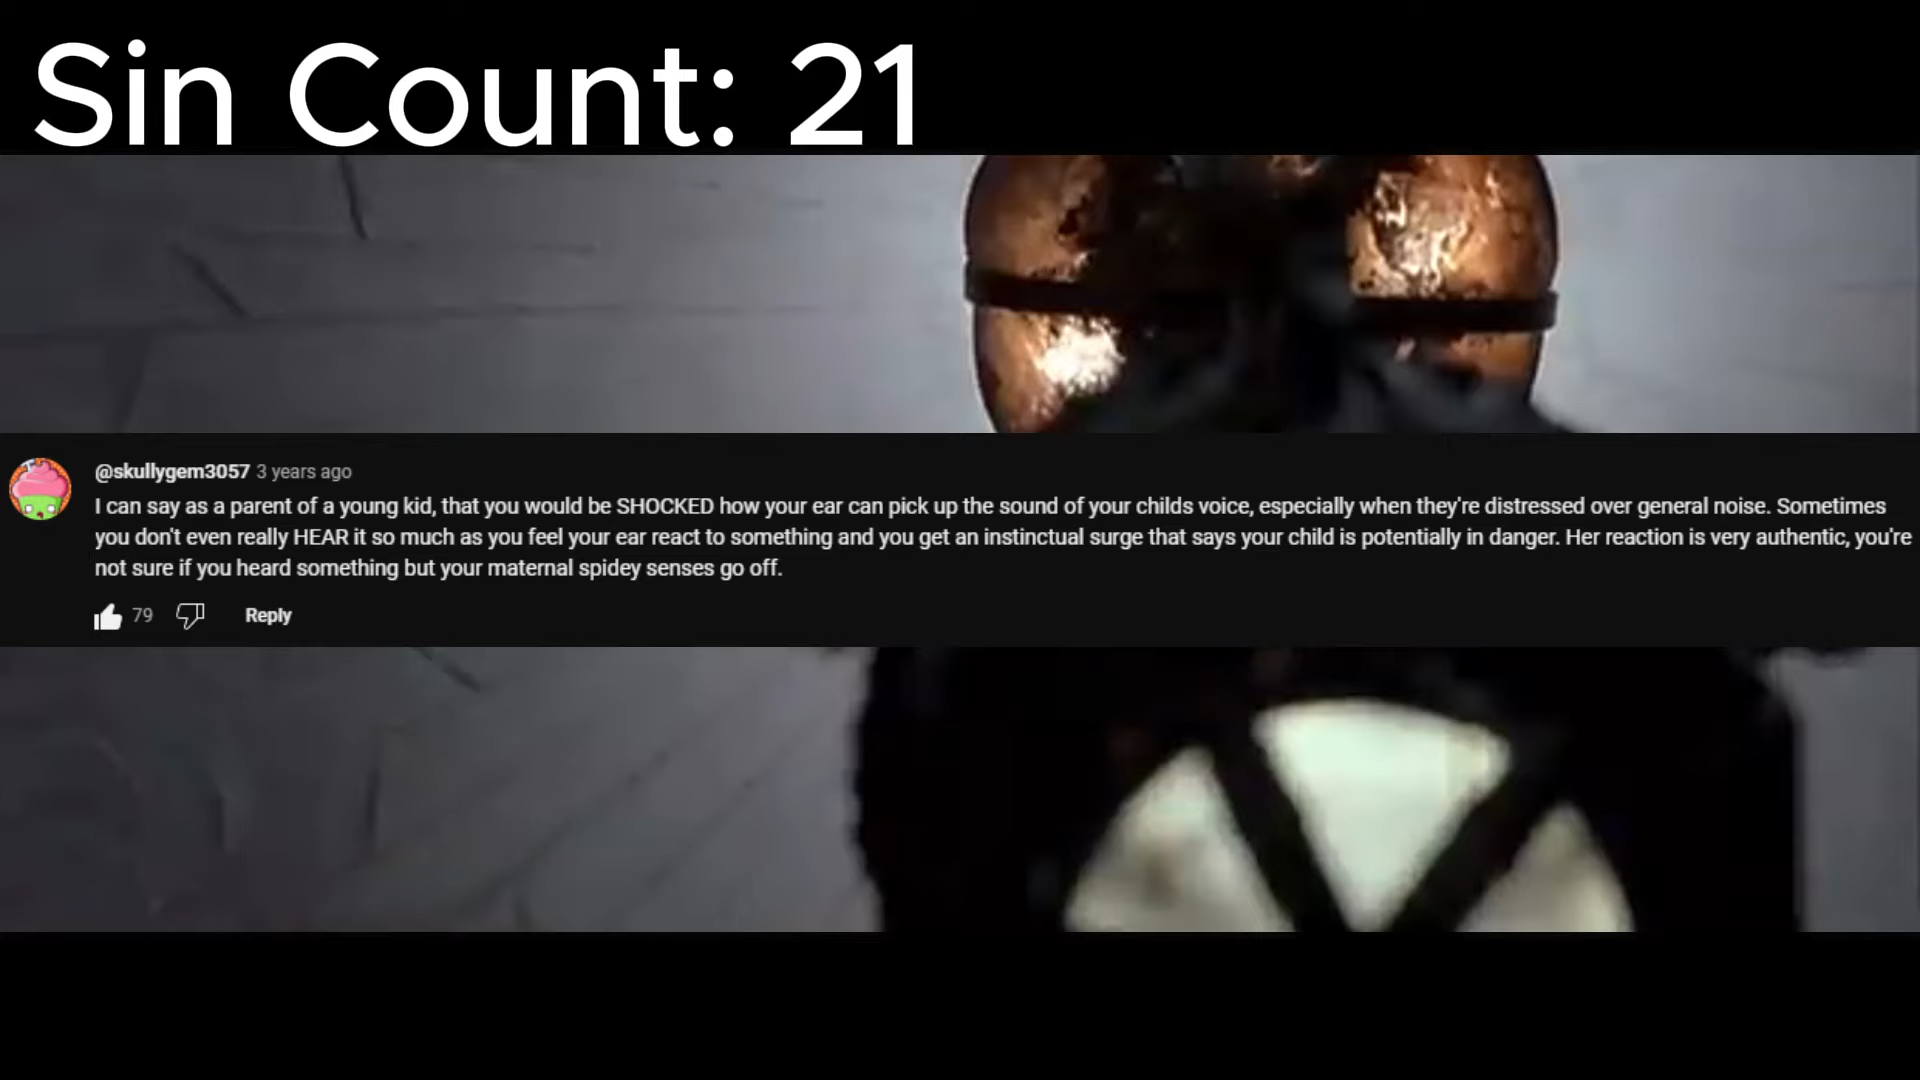 Sin Count: 21
@skullygem3057 3 years ago
I can say as a parent of a young kid, that you would be SHOCKED how your ear can pick up the sound of your childs voice, especially when they're distressed over general noise. Sometimes
you don't even really HEAR it so much as you feel your ear react to something and you get an instinctual surge that says your child is potentially in danger. Her reaction is very authentic, you're
not sure if you heard something but your maternal spidey senses go off.
79 Reply